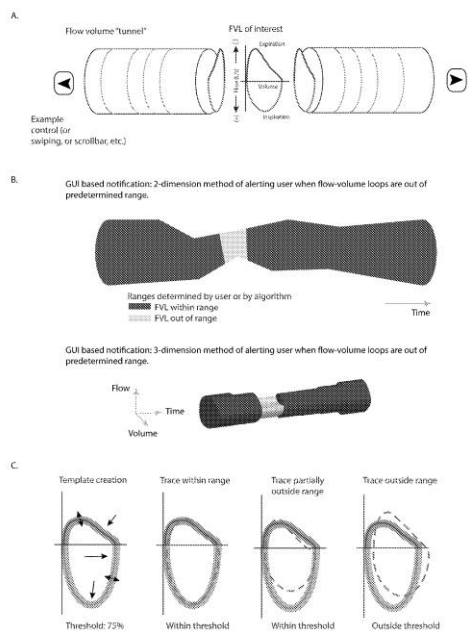 A.
Flow volume "tunnel"
FVL of interest
Expiration
(-)
Flow (L/s)
(-)
Volume
Inspiration
Example
control (or
swiping, or scrollbar, etc.)
B.
GUI based notification: 2-dimension method of alerting user when flow-volume loops are out of
predetermined range.
Ranges determined by user or by algorithm
FVL within range
FVL out of range
Time
GUI based notification: 3-dimension method of alerting user when flow-volume loops are out of
predetermined range.
Flow
Time
Volume
C.
Template creation
Trace within range
Trace partially
outside range
Trace outside range
Threshold: 75%
Within threshold
Within threshold
Outside threshold